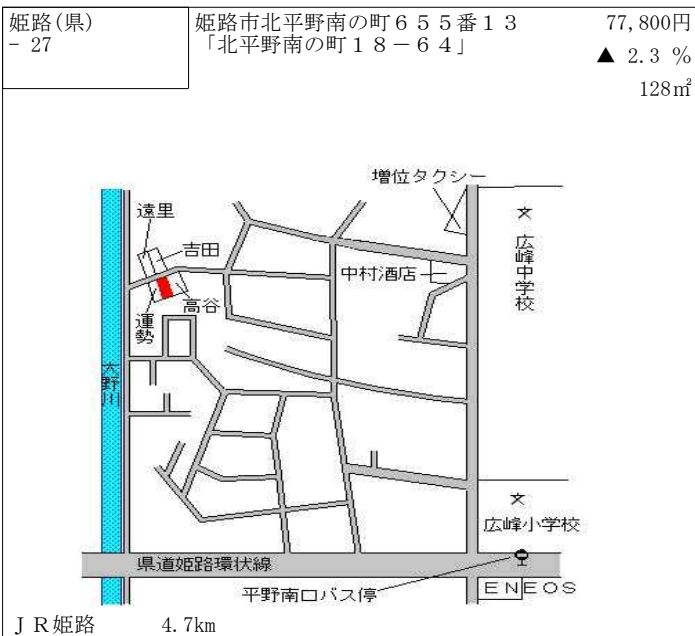 姫路(県)
- 27
姫路市北平野南の町６５５番１３
「北平野南の町１８－６４」
77,800円
▲ 2.3 %
128㎡
増位タクシー
遠里
吉田
文
広峰中学校
中村酒店
高谷
運勢
大野川
文
広峰小学校
県道姫路環状線
平野南口バス停
ＥＮＥＯＳ
ＪＲ姫路 4.7km